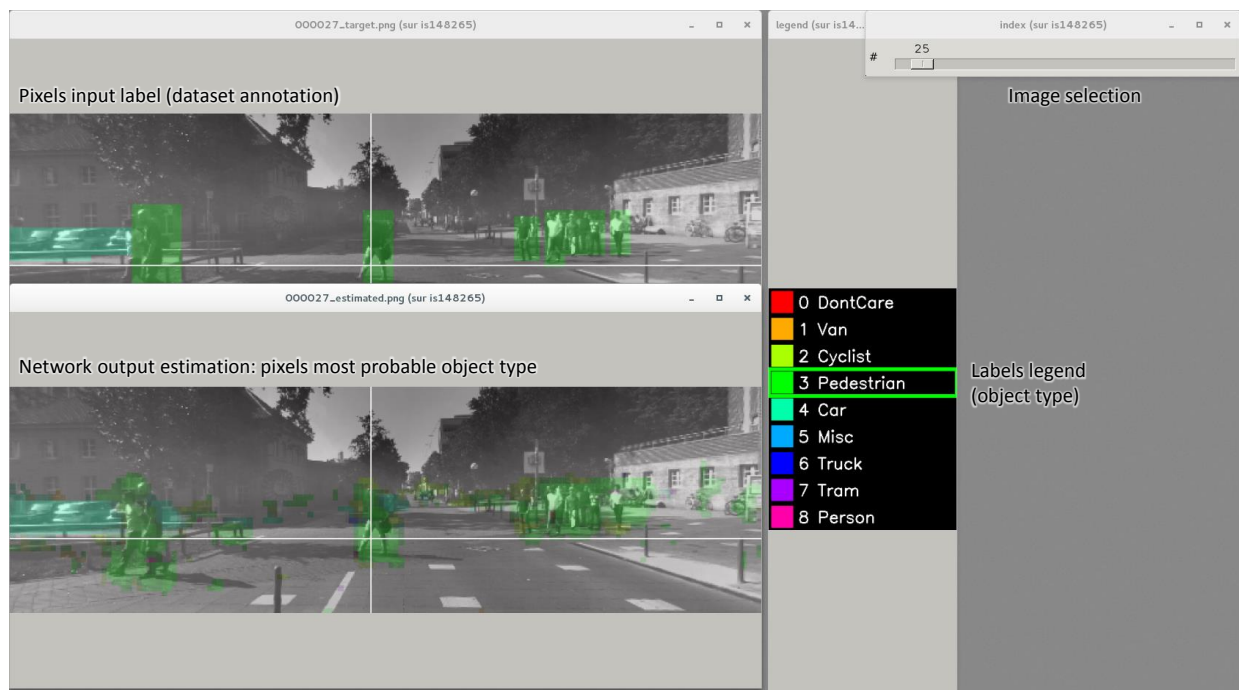 000027_target.png (sur is148265)
legend (sur is14...
index (sur is148265)
#
25
Pixels input label (dataset annotation)
Image selection
000027_estimated.png (sur is148265)
Network output estimation: pixels most probable object type
0 DontCare
1 Van
2 Cyclist
3 Pedestrian
4 Car
5 Misc
6 Truck
7 Tram
8 Person
Labels legend
(object type)